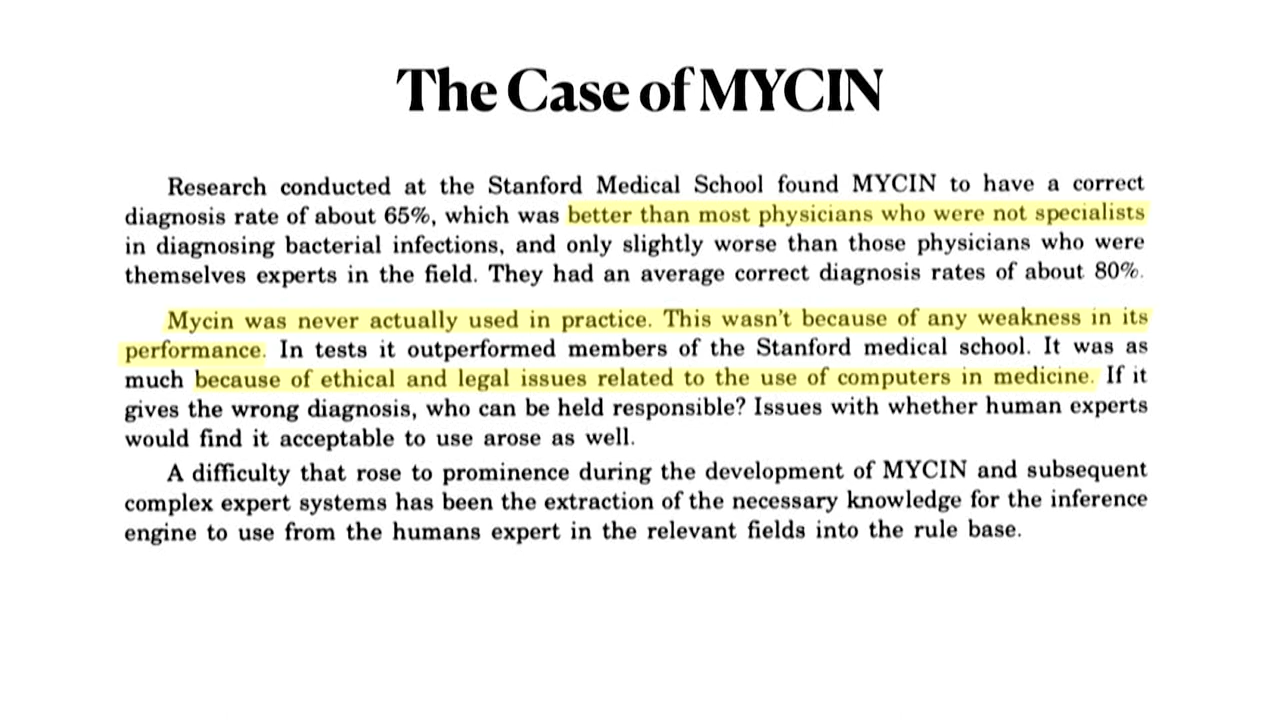 The Case of MYCIN
Research conducted at the Stanford Medical School found MYCIN to have a correct
diagnosis rate of about 65%, which was better than most physicians who were not specialists
in diagnosing bacterial infections, and only slightly worse than those physicians who were
themselves experts in the field. They had an average correct diagnosis rates of about 80%.
Mycin was never actually used in practice. This wasn't because of any weakness in its
performance. In tests it outperformed members of the Stanford medical school. It was as
much because of ethical and legal issues related to the use of computers in medicine. If it
gives the wrong diagnosis, who can be held responsible? Issues with whether human experts
would find it acceptable to use arose as well.
A difficulty that rose to prominence during the development of MYCIN and subsequent
complex expert systems has been the extraction of the necessary knowledge for the inference
engine to use from the humans expert in the relevant fields into the rule base.